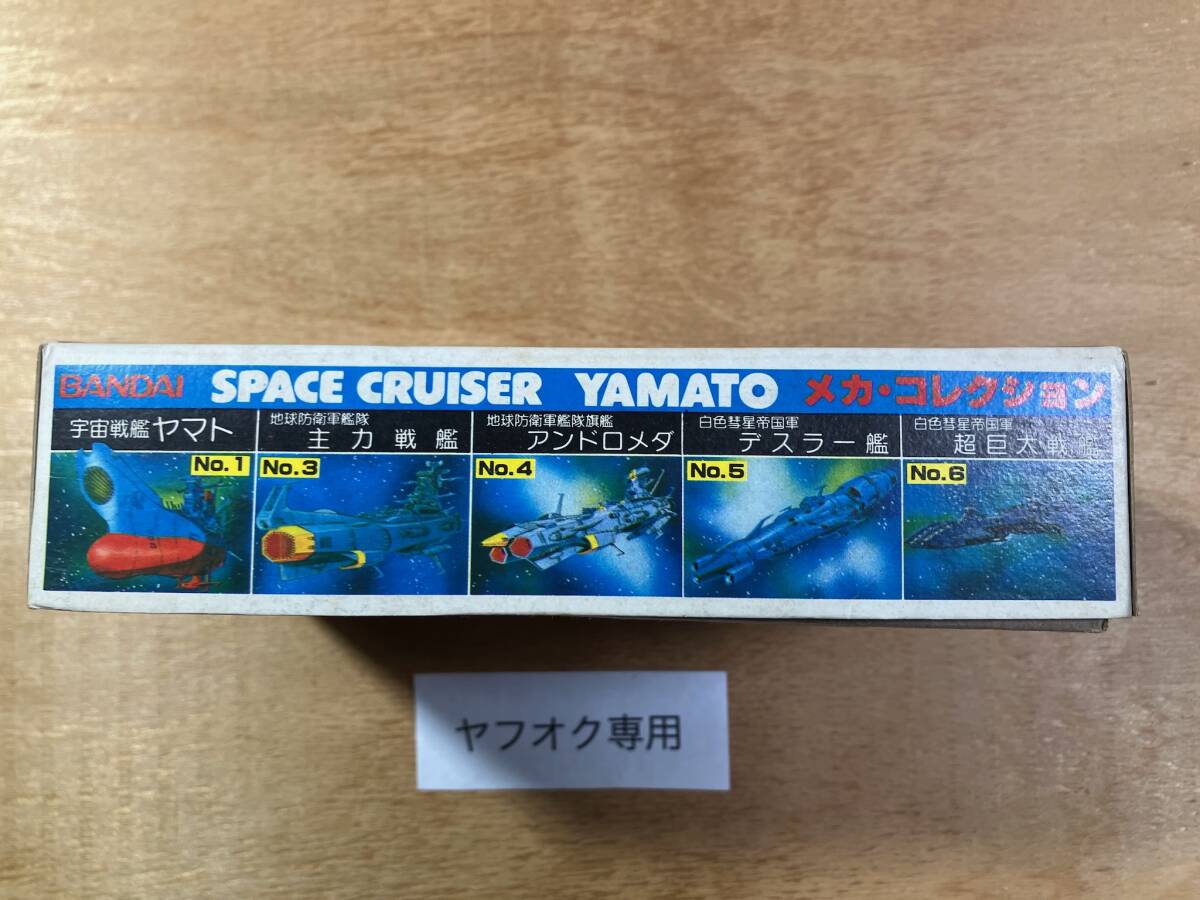 BANDAI SPACE CRUISER YAMATO メカ・コレクション
宇宙戦艦ヤマト
No.1
地球防衛軍艦隊
主力戦艦
No.3
地球防衛軍艦隊旗艦
アンドロメダ
No.4
白色彗星帝国軍
デスラー艦
No.5
白色彗星帝国軍
超巨大戦艦
No.6
ヤフオク専用